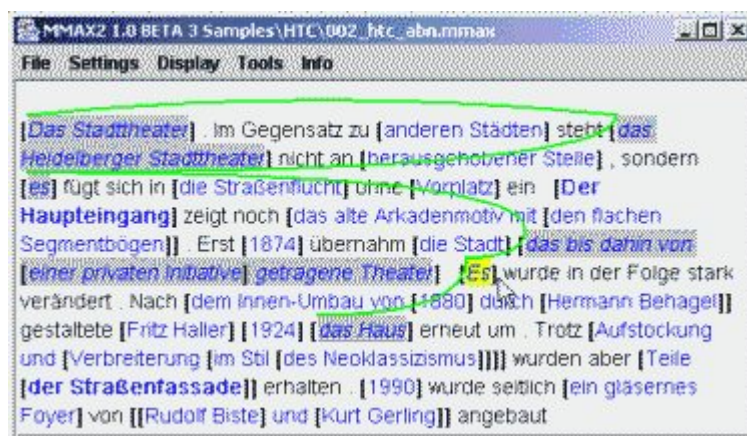 MMAX2 1.0 BETA 3 Samples\HTC\002_htc_abn.mmax
File Settings Display Tools Info
[Das Stadttheater] . Im Gegensatz zu [anderen Städten] steht [das
Heidelberger Stadttheater] nicht an [herausgehobener Stelle] , sondern
[es] fügt sich in [die Straßenflucht] ohne [Vorplatz] ein [Der
Haupteingang] zeigt noch [das alte Arkadenmotiv mit [den flachen
Segmentbögen]] . Erst [1874] übernahm [die Stadt] [das bis dahin von
[einer privaten Initiative] getragene Theater] [Es] wurde in der Folge stark
verändert . Nach [dem Innen-Umbau von [1880] durch [Hermann Behagel]]
gestaltete [Fritz Haller] [1924] [das Haus] erneut um . Trotz [Aufstockung
und [Verbreiterung [im Stil [des Neoklassizismus]]]] wurden aber [Teile
[der Straßenfassade]] erhalten . [1990] wurde seitlich [ein gläsernes
Foyer] von [[Rudolf Biste] und [Kurt Gerling]] angebaut